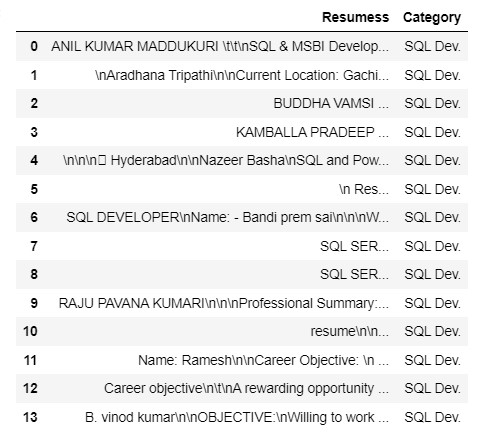 Resumess Category
0 ANIL KUMAR MADDUKURI \t\t\nSQL & MSBI Develop... SQL Dev.
1 \nAradhana Tripathi\n\nCurrent Location: Gachi... SQL Dev.
2 BUDDHA VAMSI ... SQL Dev.
3 KAMBALLA PRADEEP ... SQL Dev.
4 \n\n\n Hyderabad\n\nNazeer Basha\nSQL and Pow... SQL Dev.
5 \n Res... SQL Dev.
6 SQL DEVELOPER\nName: - Bandi prem sai\n\n\nW... SQL Dev.
7 SQL SER... SQL Dev.
8 SQL SER... SQL Dev.
9 RAJU PAVANA KUMARI\n\n\nProfessional Summary:... SQL Dev.
10 resume\n\n... SQL Dev.
11 Name: Ramesh\n\nCareer Objective: \n ... SQL Dev.
12 Career objective\n\t\nA rewarding opportunity ... SQL Dev.
13 B. vinod kumar\n\nOBJECTIVE:\nWilling to work ... SQL Dev.